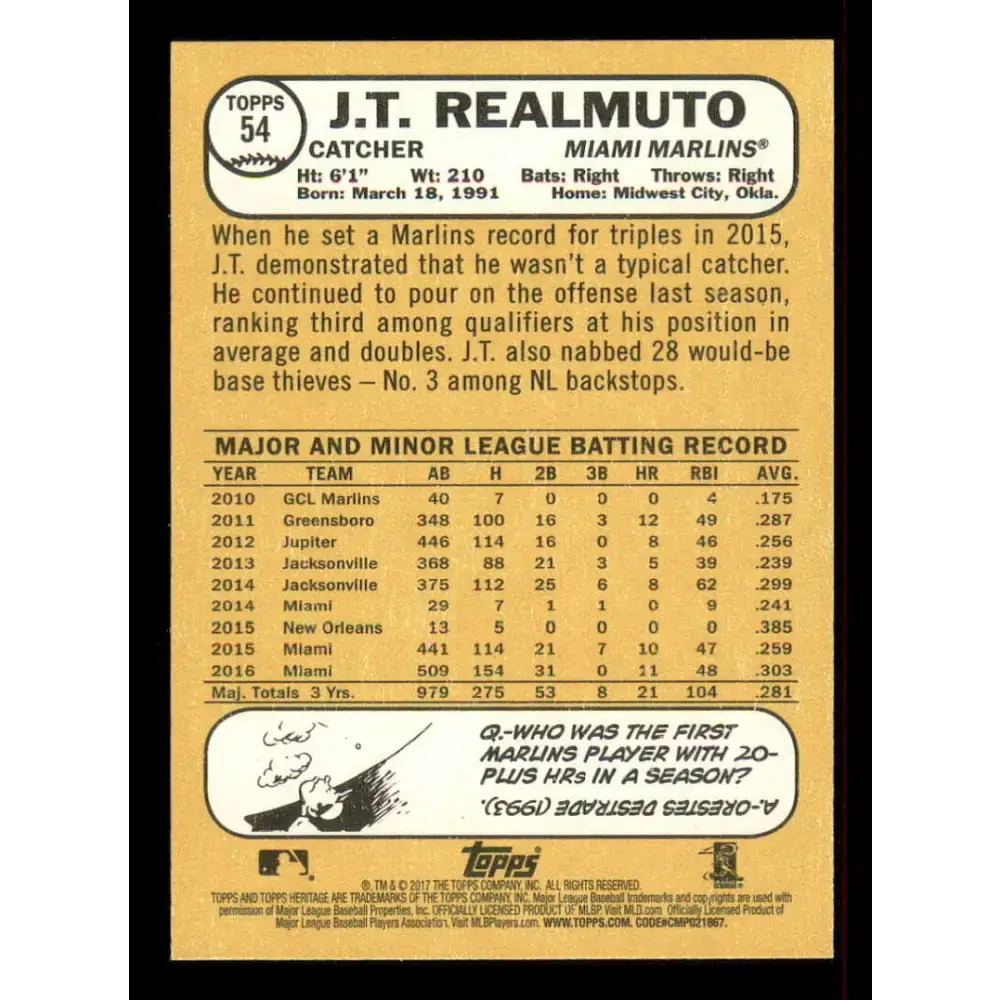 TOPPS
54
J.T. REALMUTO
CATCHER MIAMI MARLINS®
Ht: 6'1" Wt: 210 Bats: Right Throws: Right
Born: March 18, 1991 Home: Midwest City, Okla.
When he set a Marlins record for triples in 2015,
J.T. demonstrated that he wasn't a typical catcher.
He continued to pour on the offense last season,
ranking third among qualifiers at his position in
average and doubles. J.T. also nabbed 28 would-be
base thieves – No. 3 among NL backstops.
MAJOR AND MINOR LEAGUE BATTING RECORD
YEAR TEAM AB H 2B 3B HR RBI AVG.
2010 GCL Marlins 40 7 0 0 0 4 .175
2011 Greensboro 348 100 16 3 12 49 .287
2012 Jupiter 446 114 16 0 8 46 .256
2013 Jacksonville 368 88 21 3 5 39 .239
2014 Jacksonville 375 112 25 6 8 62 .299
2014 Miami 29 7 1 1 0 9 .241
2015 New Orleans 13 5 0 0 0 0 .385
2015 Miami 441 114 21 7 10 47 .259
2016 Miami 509 154 31 0 11 48 .303
Maj. Totals 3 Yrs. 979 275 53 8 21 104 .281
Q.-WHO WAS THE FIRST
MARLINS PLAYER WITH 20-
PLUS HRs IN A SEASON?
A.-ORESTES DESTRADE (1993).
Topps
®, TM & © 2017 THE TOPPS COMPANY, INC. ALL RIGHTS RESERVED.
TOPPS AND TOPPS HERITAGE ARE TRADEMARKS OF THE TOPPS COMPANY, INC. Major League Baseball trademarks and copyrights are used with
permission of Major League Baseball Properties, Inc. OFFICIALLY LICENSED PRODUCT OF MLBP. Visit MLB.com. Officially Licensed Product of
Major League Baseball Players Association. Visit MLBPlayers.com. WWW.TOPPS.COM. CODE#CMP021867.